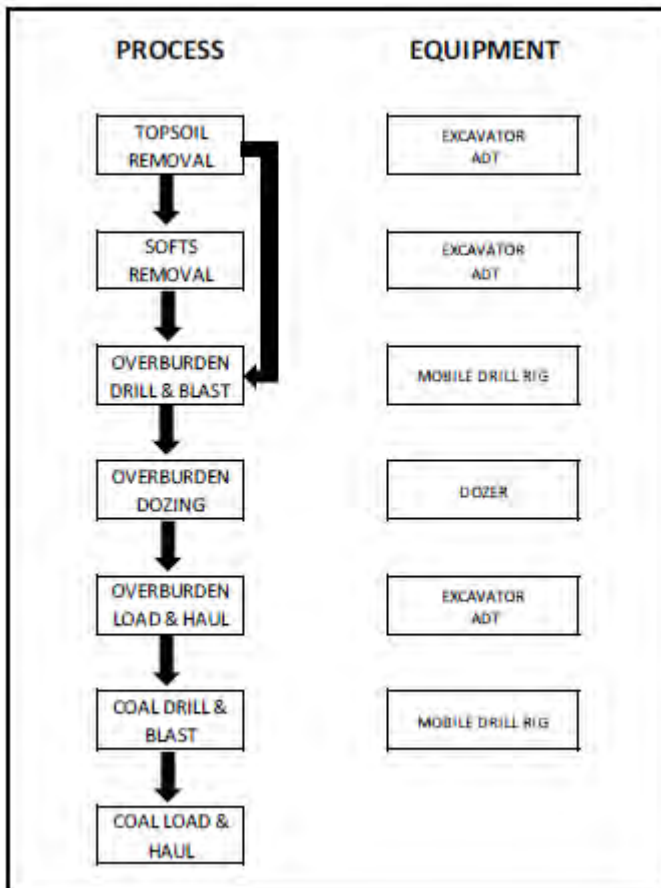 PROCESS
EQUIPMENT
TOPSOIL
REMOVAL
EXCAVATOR
ADT
SOFTS
REMOVAL
EXCAVATOR
ADT
OVERBURDEN
DRILL & BLAST
MOBILE DRILL RIG
OVERBURDEN
DOZING
DOZER
OVERBURDEN
LOAD & HAUL
EXCAVATOR
ADT
COAL DRILL &
BLAST
MOBILE DRILL RIG
COAL LOAD &
HAUL